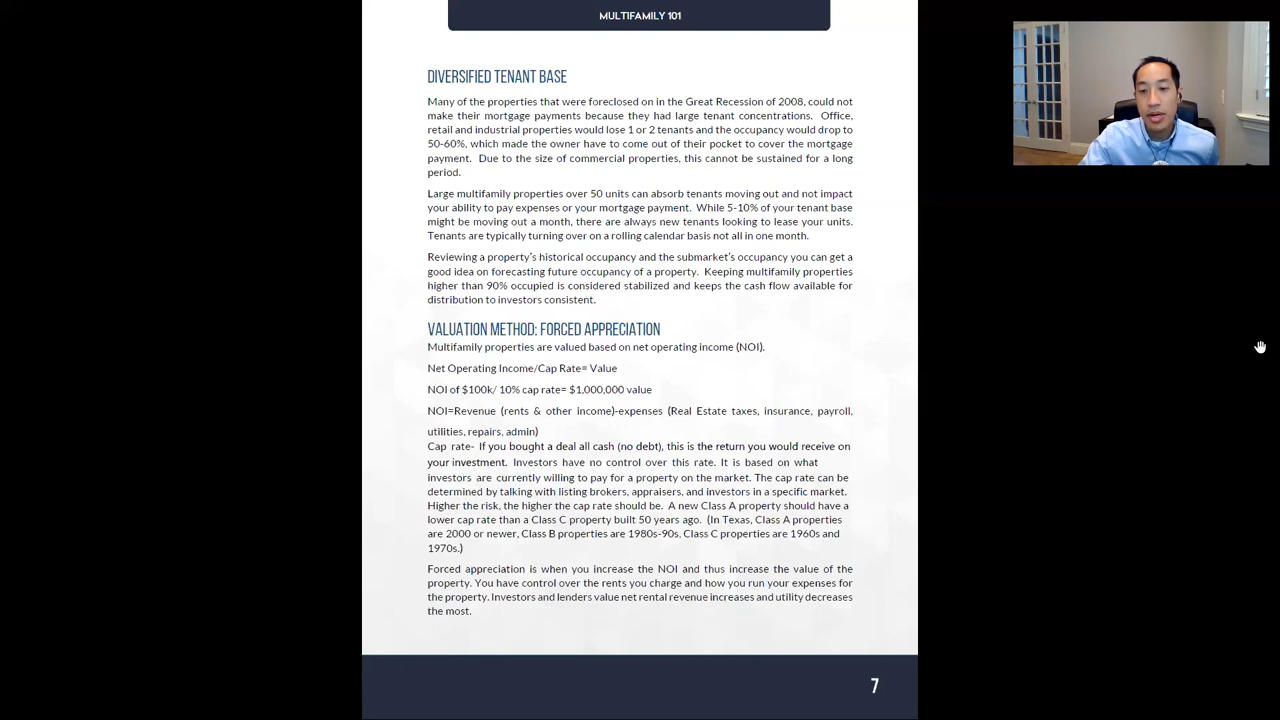 MULTIFAMILY 101
DIVERSIFIED TENANT BASE
Many of the properties that were foreclosed on in the Great Recession of 2008, could not
make their mortgage payments because they had large tenant concentrations. Office,
retail and industrial properties would lose 1 or 2 tenants and the occupancy would drop to
50-60%, which made the owner have to come out of their pocket to cover the mortgage
payment. Due to the size of commercial properties, this cannot be sustained for a long
period.
Large multifamily properties over 50 units can absorb tenants moving out and not impact
your ability to pay expenses or your mortgage payment. While 5-10% of your tenant base
might be moving out a month, there are always new tenants looking to lease your units.
Tenants are typically turning over on a rolling calendar basis not all in one month.
Reviewing a property's historical occupancy and the submarket's occupancy you can get a
good idea on forecasting future occupancy of a property. Keeping multifamily properties
higher than 90% occupied is considered stabilized and keeps the cash flow available for
distribution to investors consistent.
VALUATION METHOD: FORCED APPRECIATION
Multifamily properties are valued based on net operating income (NOI).
Net Operating Income/Cap Rate= Value
NOI of $100k/ 10% cap rate= $1,000,000 value
NOI=Revenue (rents & other income)-expenses (Real Estate taxes, insurance, payroll,
utilities, repairs, admin)
Cap rate- If you bought a deal all cash (no debt), this is the return you would receive on
your investment. Investors have no control over this rate. It is based on what
investors are currently willing to pay for a property on the market. The cap rate can be
determined by talking with listing brokers, appraisers, and investors in a specific market.
Higher the risk, the higher the cap rate should be. A new Class A property should have a
lower cap rate than a Class C property built 50 years ago. (In Texas, Class A properties
are 2000 or newer, Class B properties are 1980s-90s, Class C properties are 1960s and
1970s.)
Forced appreciation is when you increase the NOI and thus increase the value of the
property. You have control over the rents you charge and how you run your expenses for
the property. Investors and lenders value net rental revenue increases and utility decreases
the most.
7